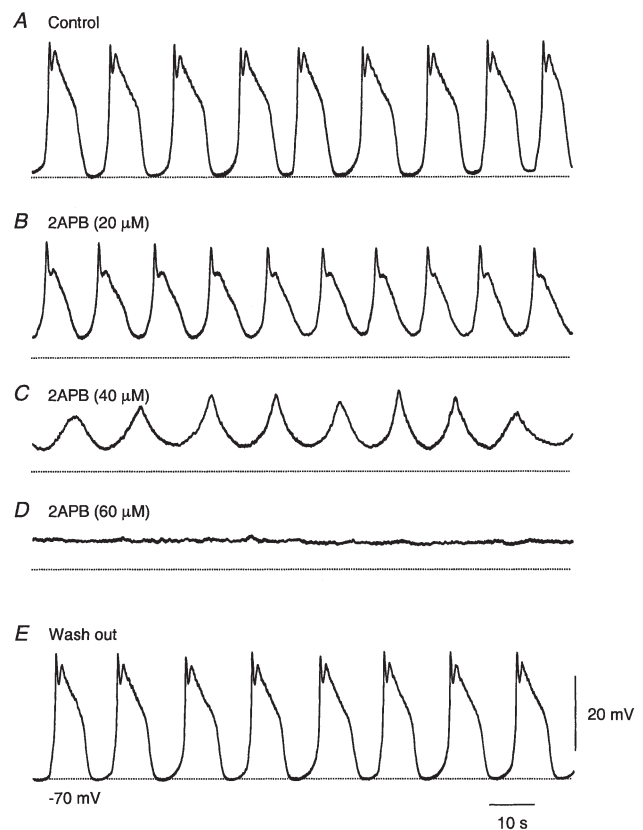 A Control
B 2APB (20 µM)
C 2APB (40 µM)
D 2APB (60 µM)
E Wash out
20 mV
-70 mV
10 s